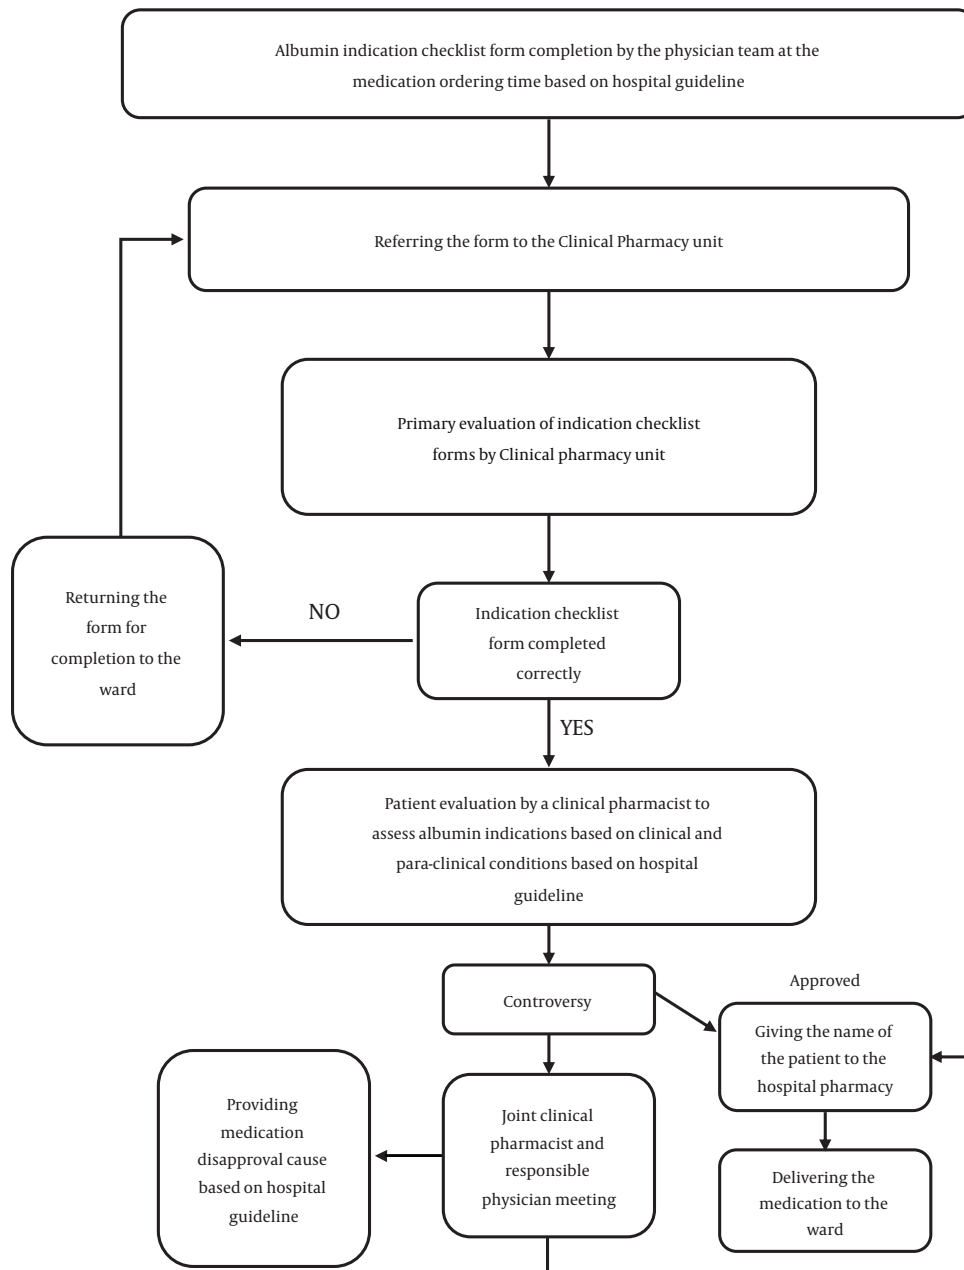 Albumin indication checklist form completion by the physician team at the
medication ordering time based on hospital guideline
Referring the form to the Clinical Pharmacy unit
Primary evaluation of indication checklist
forms by Clinical pharmacy unit
Returning the
form for
completion to the
ward
NO
Indication checklist
form completed
correctly
YES
Patient evaluation by a clinical pharmacist to
assess albumin indications based on clinical and
para-clinical conditions based on hospital
guideline
Controversy
Approved
Giving the name of
the patient to the
hospital pharmacy
Providing
medication
disapproval cause
based on hospital
guideline
Joint clinical
pharmacist and
responsible
physician meeting
Delivering the
medication to the
ward